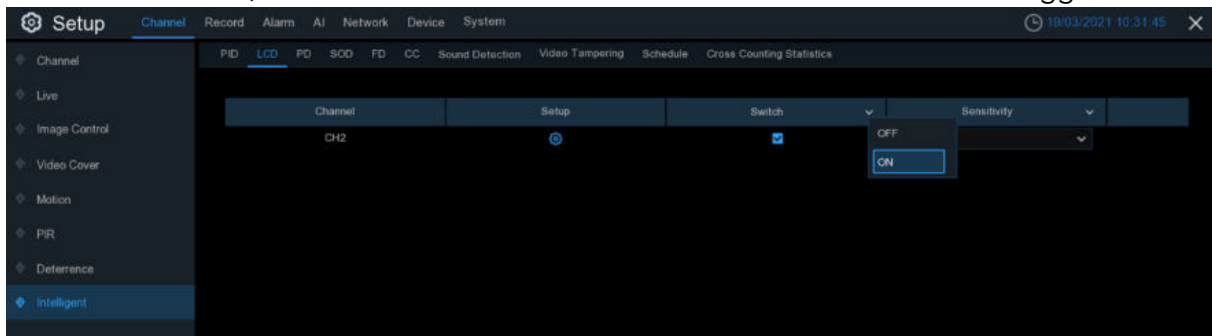 Setup Channel Record Alarm AI Network Device System 19/03/2021 10:31:45
PID LCD PD SOD FD CC Sound Detection Video Tampering Schedule Cross Counting Statistics
Channel
Live
Image Control
Video Cover
Motion
PIR
Deterrence
Intelligent
Channel Setup Switch Sensitivity
CH2
OFF
ON